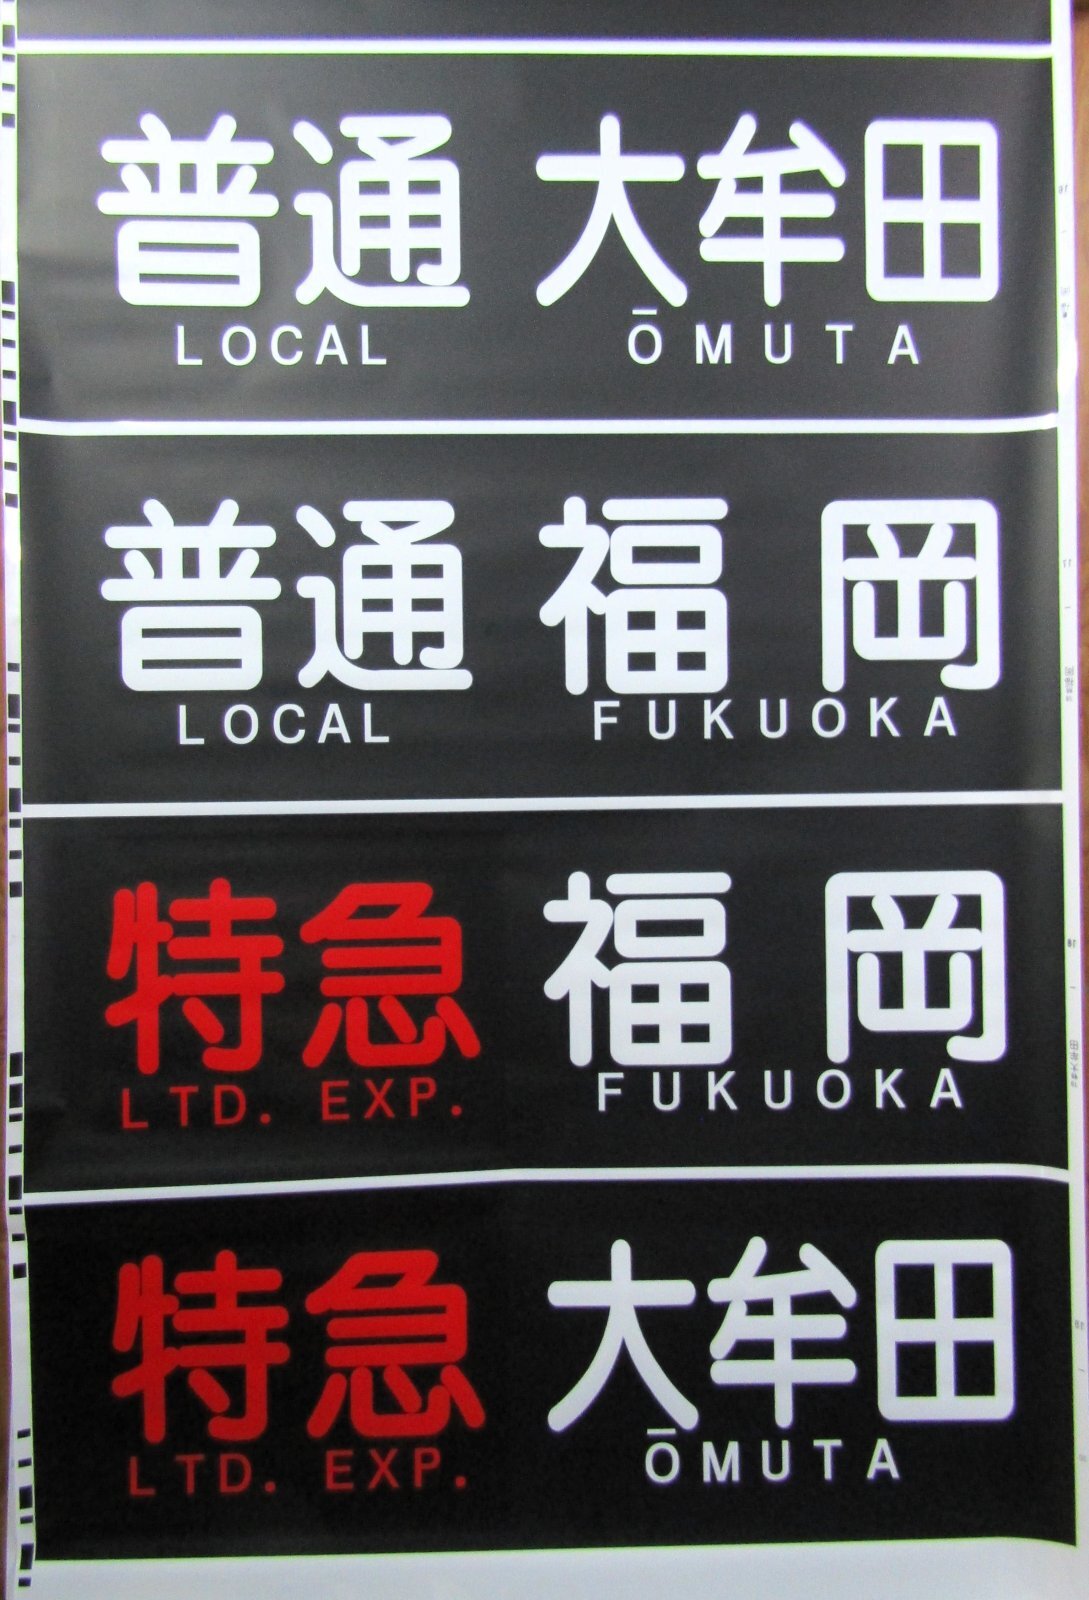 普通 大牟田
LOCAL ŌMUTA
普通 福岡
LOCAL FUKUOKA
特急 福岡
LTD. EXP. FUKUOKA
特急 大牟田
LTD. EXP. ŌMUTA